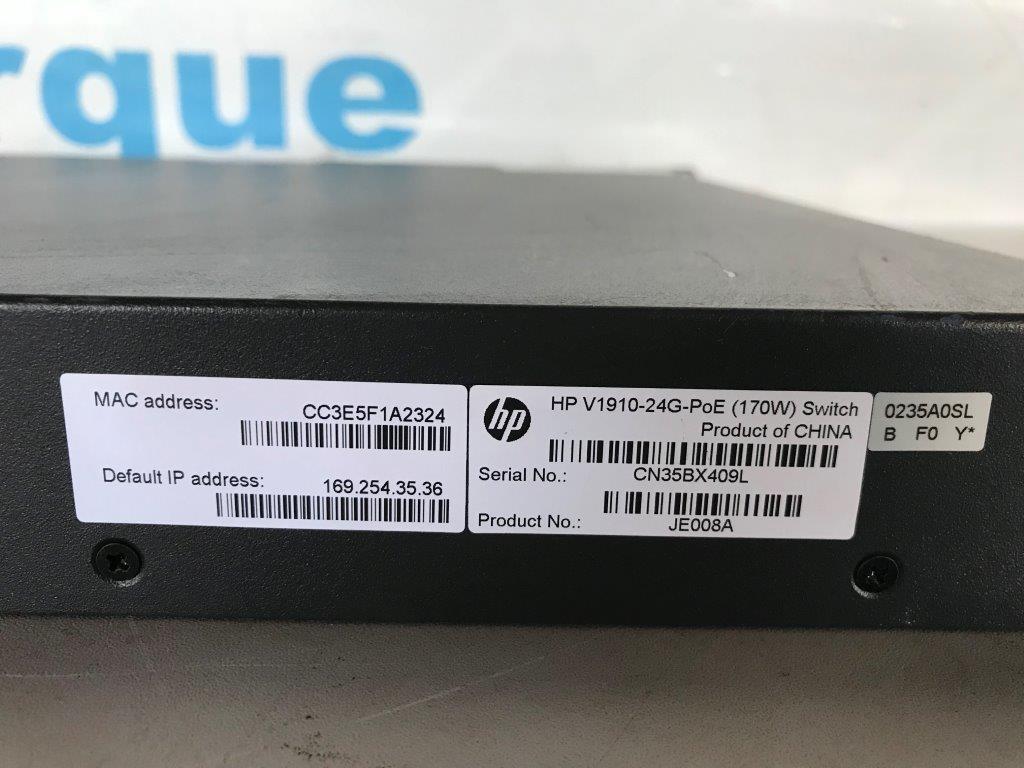 rque
MAC address:
CC3E5F1A2324
Default IP address:
169.254.35.36
hp
HP V1910-24G-PoE (170W) Switch
Product of CHINA
Serial No.:
CN35BX409L
Product No.:
JE008A
0235A0SL
B F0 Y*